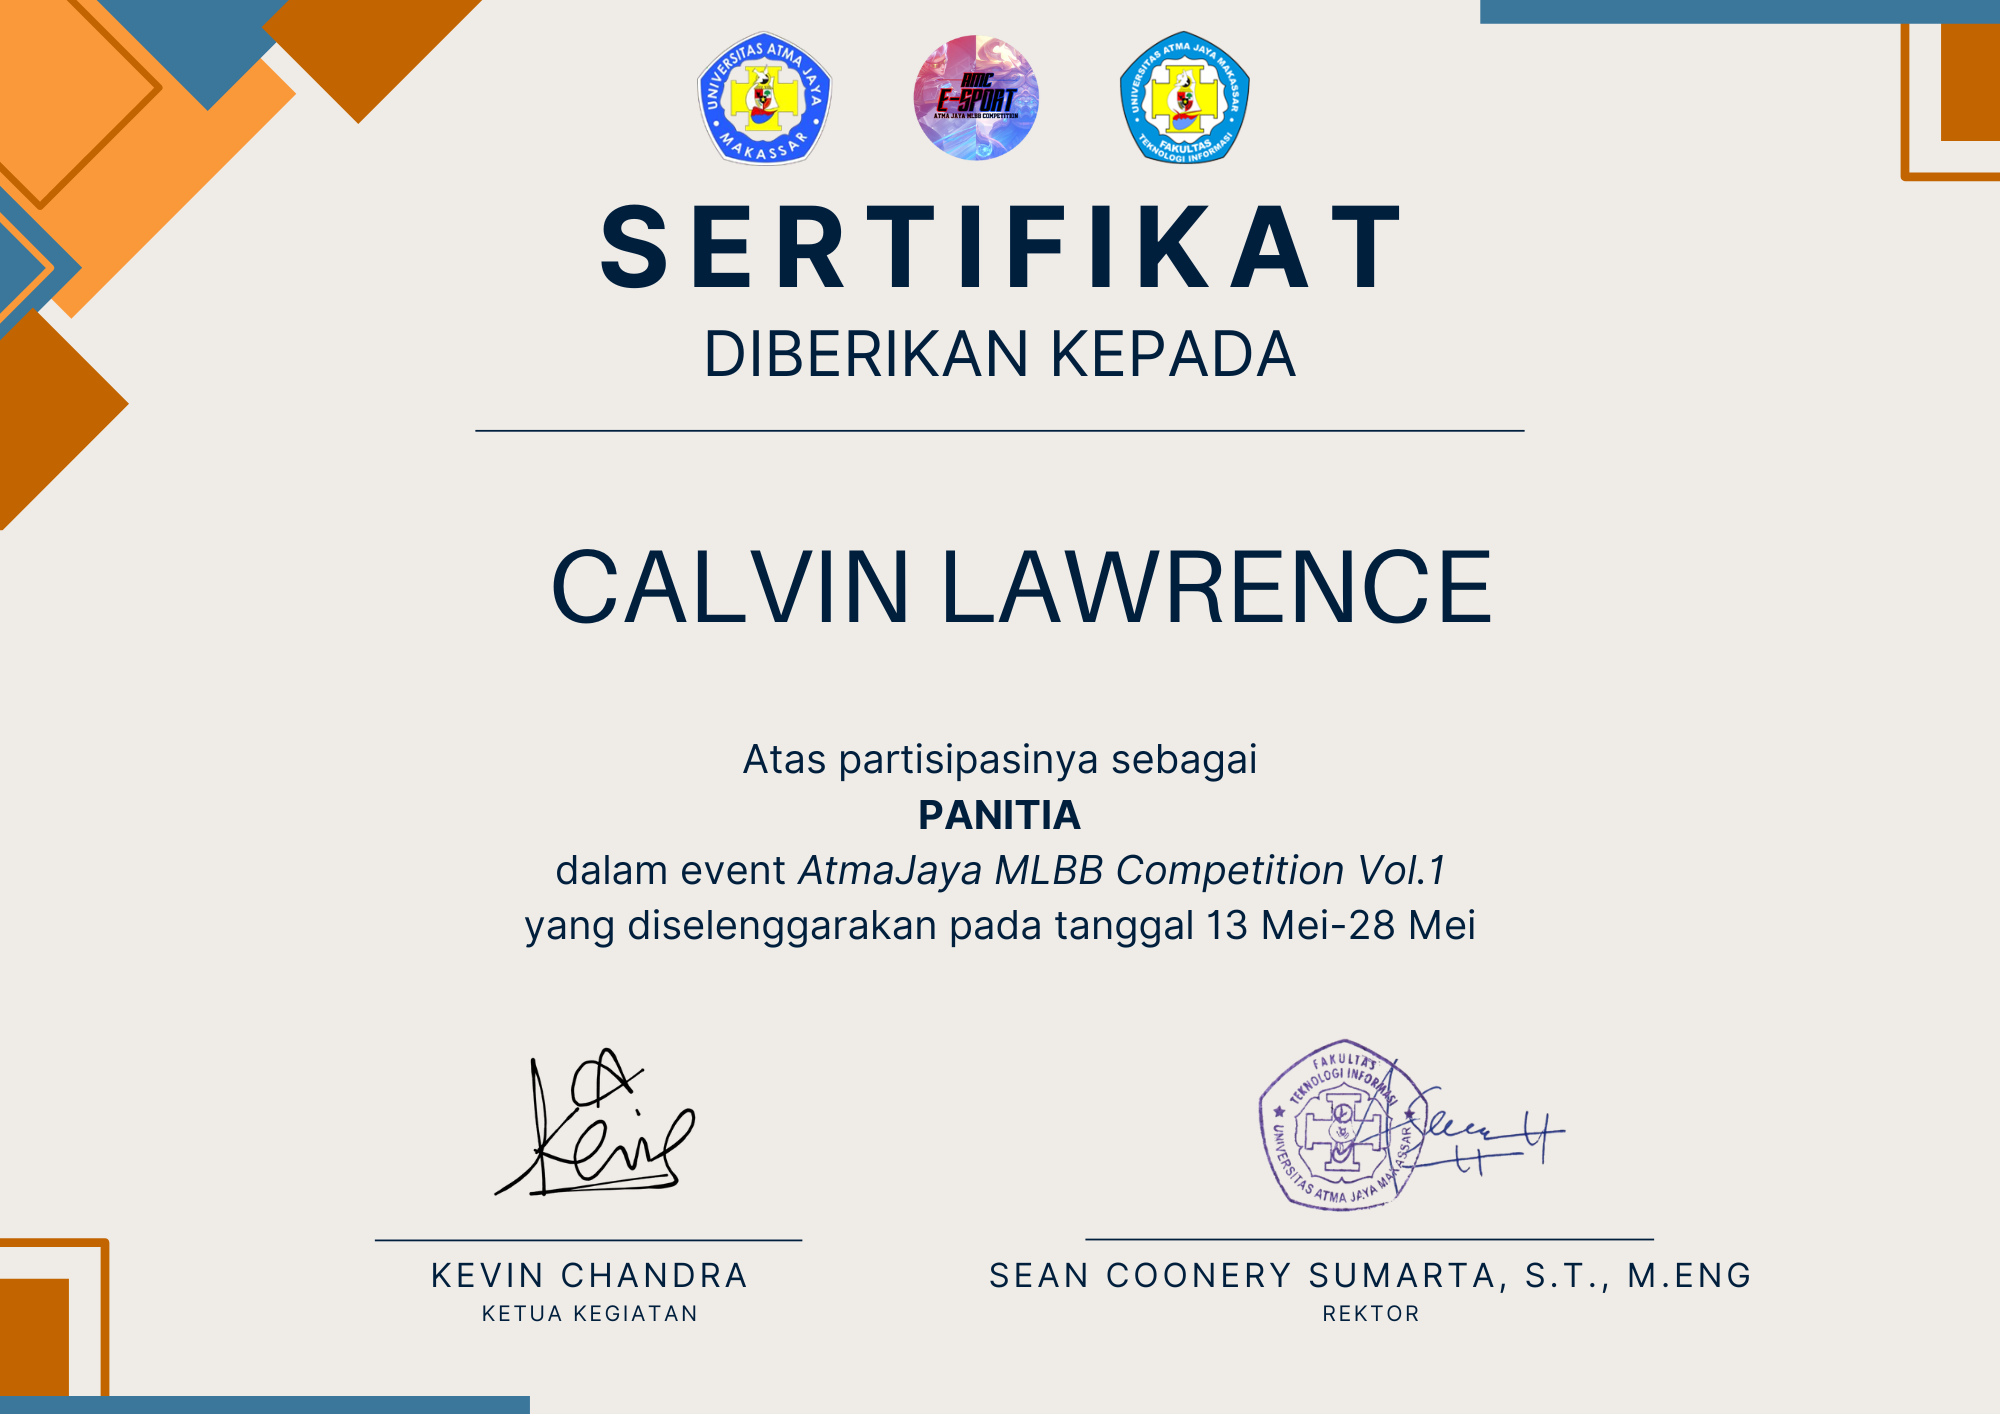 UNIVERSITAS ATMA JAYA
MAKASSAR
AMC
E-SPORT
ATMA JAYA MLBB COMPETITION
UNIVERSITAS ATMA JAYA MAKASSAR
FAKULTAS
TEKNOLOGI INFORMASI
SERTIFIKAT
DIBERIKAN KEPADA
CALVIN LAWRENCE
Atas partisipasinya sebagai
PANITIA
dalam event AtmaJaya MLBB Competition Vol.1
yang diselenggarakan pada tanggal 13 Mei-28 Mei
FAKULTAS
TEKNOLOGI INFORMASI
UNIVERSITAS ATMA JAYA MAKASSAR
KEVIN CHANDRA
KETUA KEGIATAN
SEAN COONERY SUMARTA, S.T., M.ENG
REKTOR